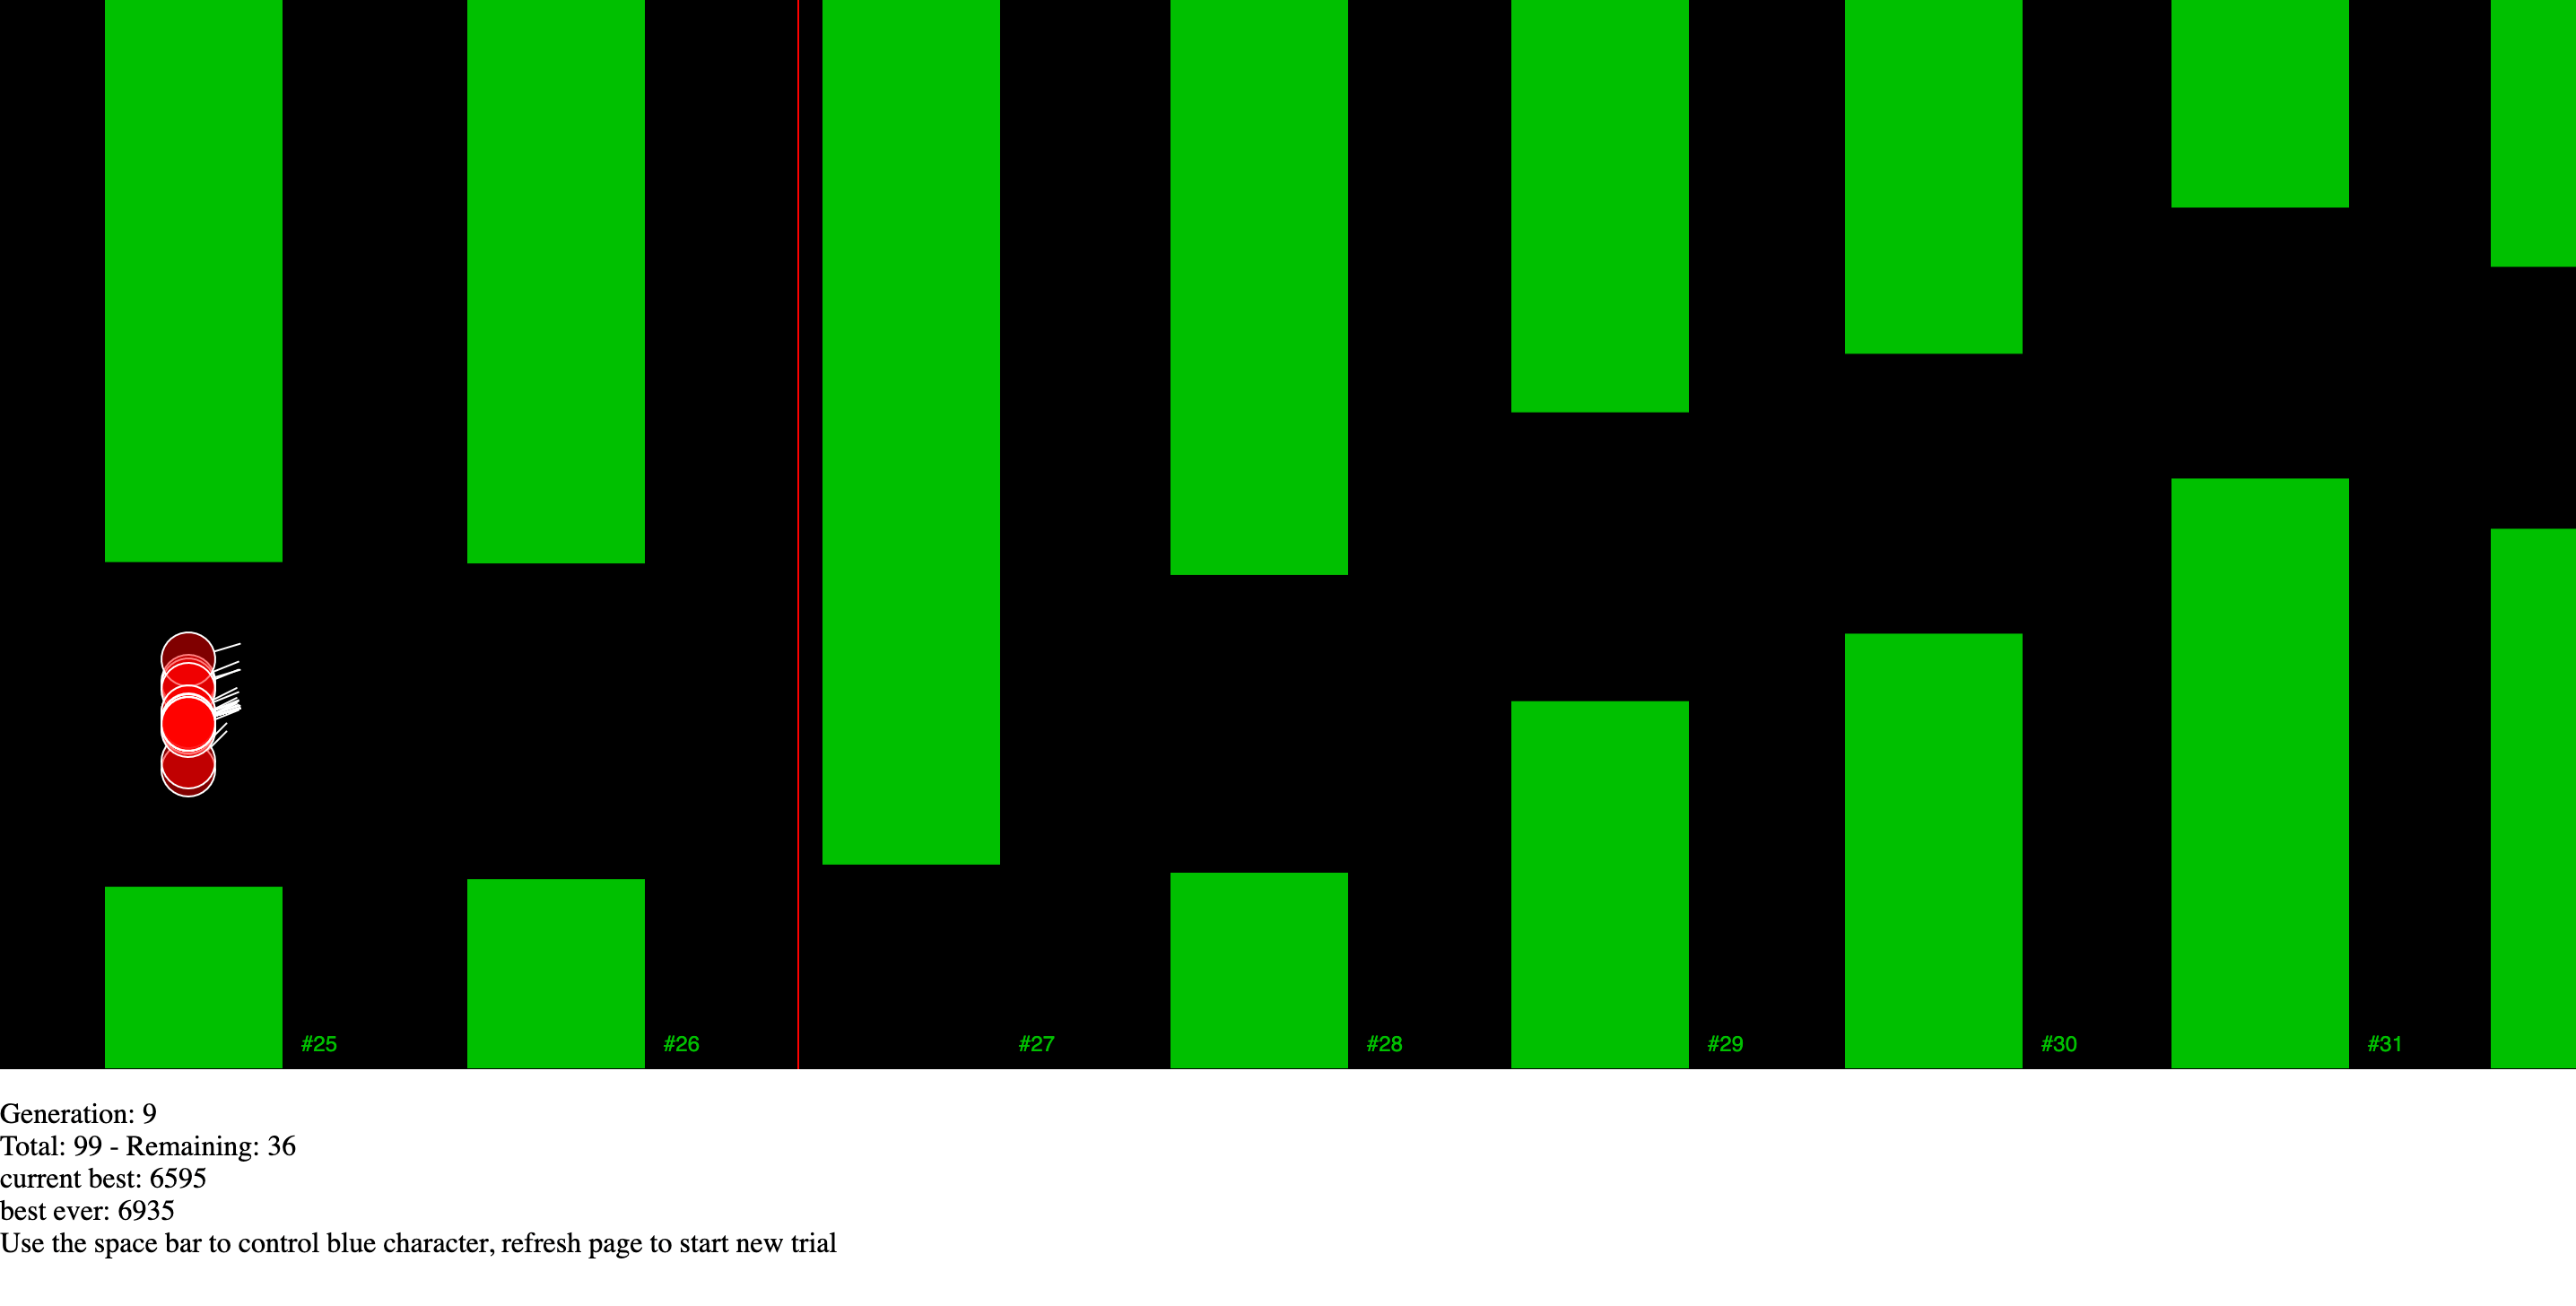 #25 #26 #27 #28 #29 #30 #31
Generation: 9
Total: 99 - Remaining: 36
current best: 6595
best ever: 6935
Use the space bar to control blue character, refresh page to start new trial